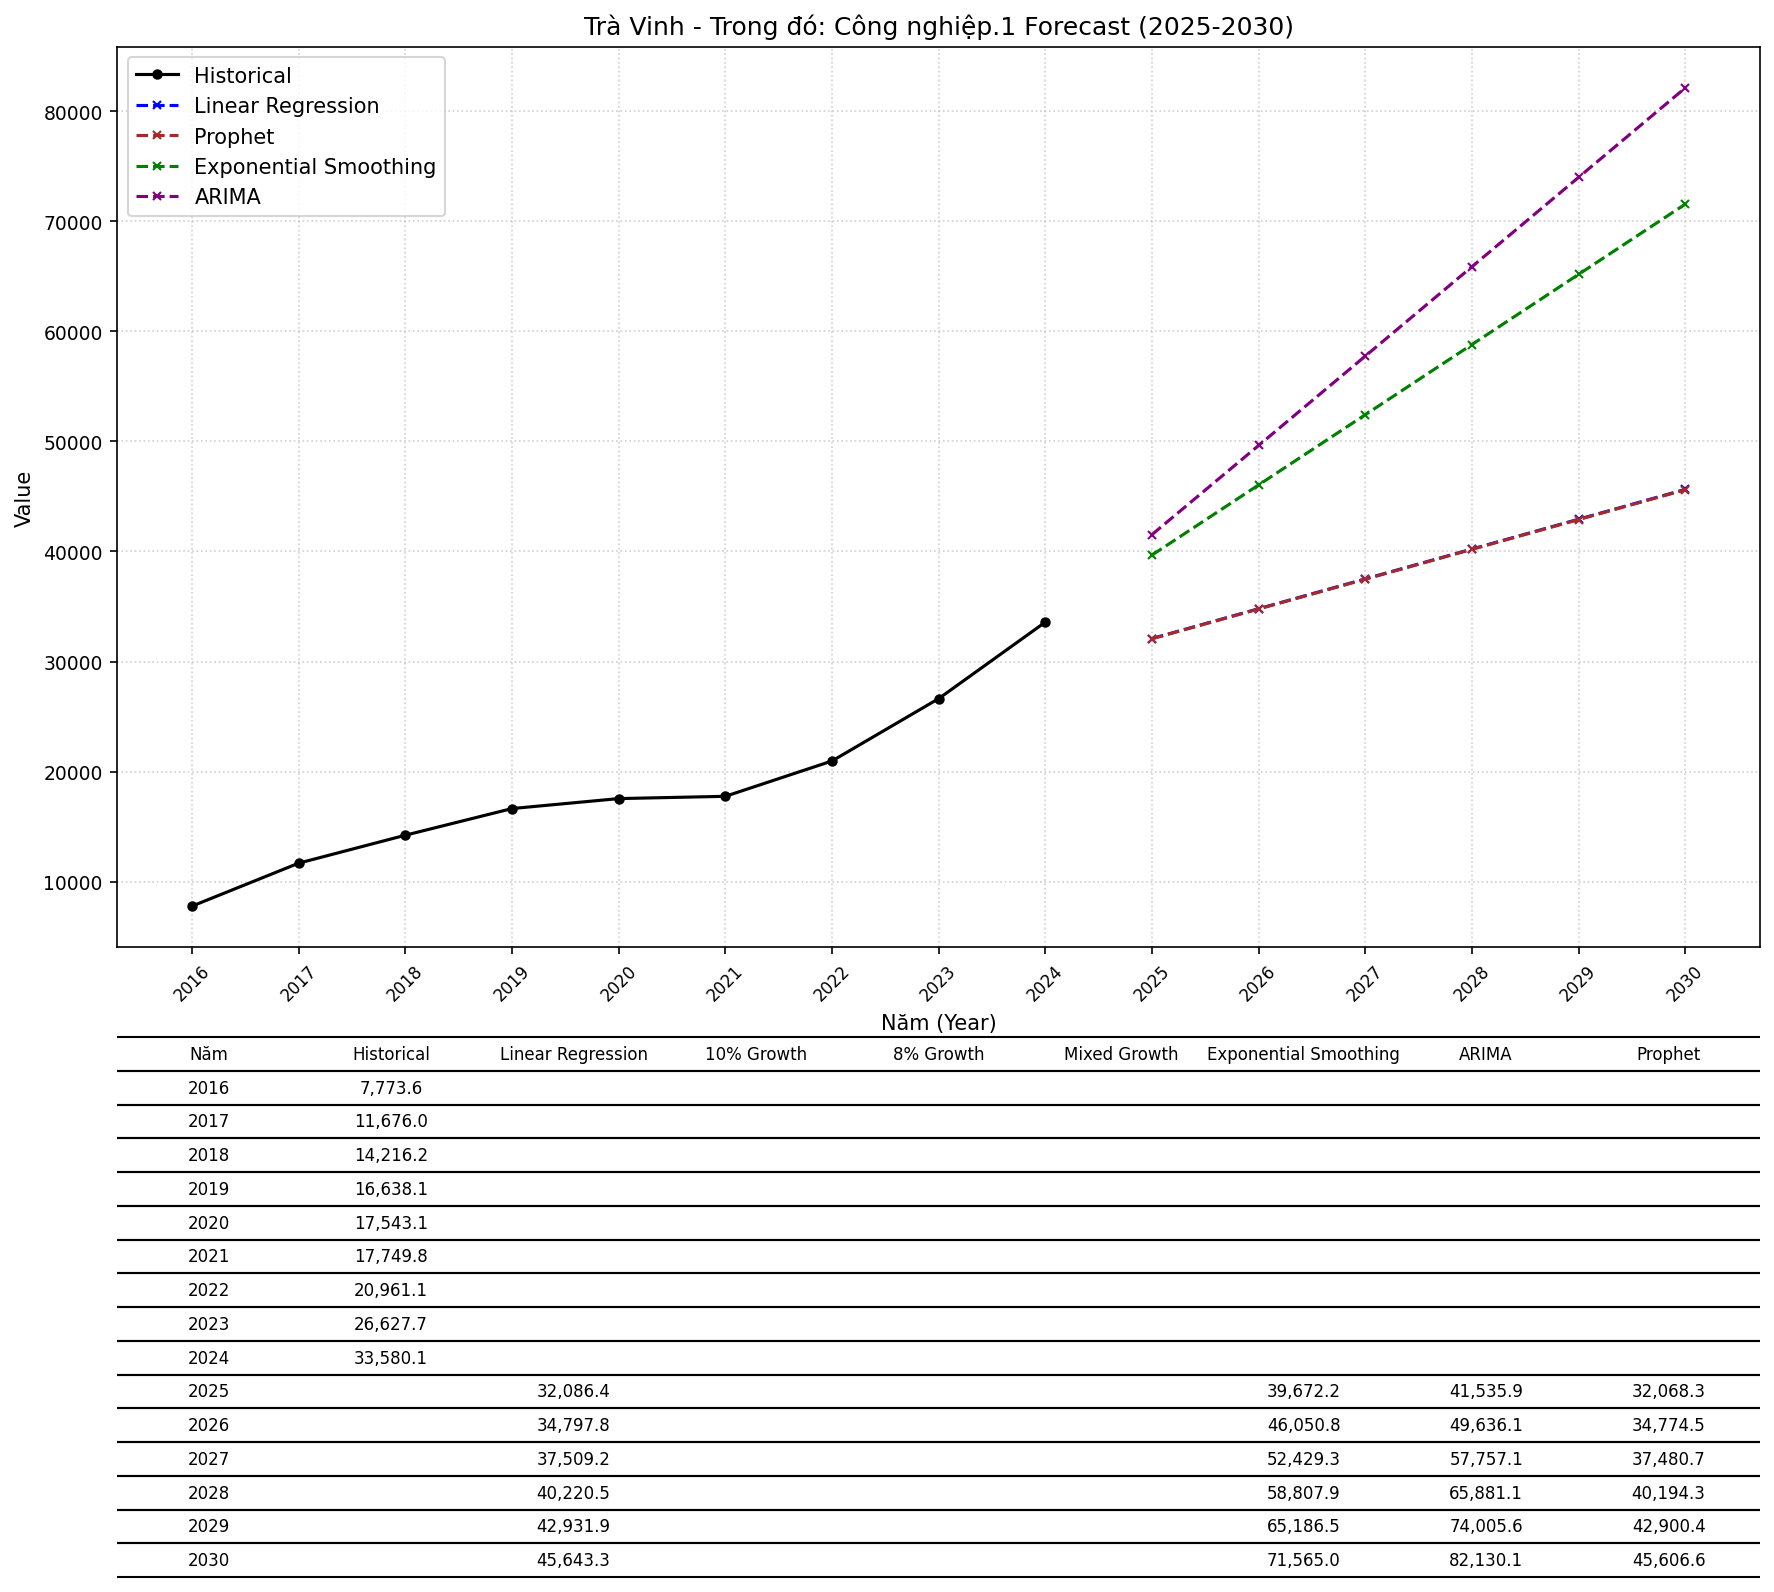 Trà Vinh - Trong đó: Công nghiệp.1 Forecast (2025-2030)
Historical
Linear Regression
Prophet
Exponential Smoothing
ARIMA
Value
80000
70000
60000
50000
40000
30000
20000
10000
2016 2017 2018 2019 2020 2021 2022 2023 2024 2025 2026 2027 2028 2029 2030
Năm (Year)
Năm Historical Linear Regression 10% Growth 8% Growth Mixed Growth Exponential Smoothing ARIMA Prophet
2016 7,773.6
2017 11,676.0
2018 14,216.2
2019 16,638.1
2020 17,543.1
2021 17,749.8
2022 20,961.1
2023 26,627.7
2024 33,580.1
2025 32,086.4 39,672.2 41,535.9 32,068.3
2026 34,797.8 46,050.8 49,636.1 34,774.5
2027 37,509.2 52,429.3 57,757.1 37,480.7
2028 40,220.5 58,807.9 65,881.1 40,194.3
2029 42,931.9 65,186.5 74,005.6 42,900.4
2030 45,643.3 71,565.0 82,130.1 45,606.6